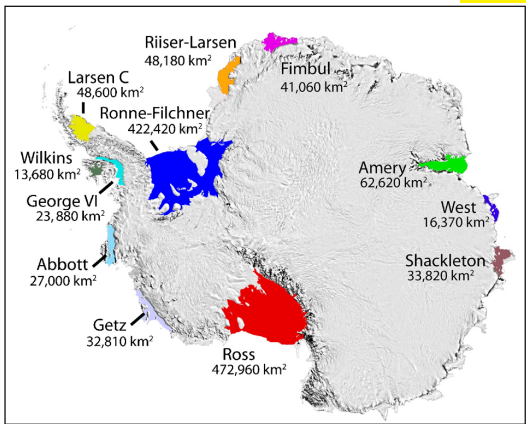 Riiser-Larsen
48,180 km²
Fimbul
41,060 km²
Larsen C
48,600 km²
Ronne-Filchner
422,420 km²
Wilkins
13,680 km²
George VI
23,880 km²
Amery
62,620 km²
West
16,370 km²
Abbott
27,000 km²
Shackleton
33,820 km²
Getz
32,810 km²
Ross
472,960 km²